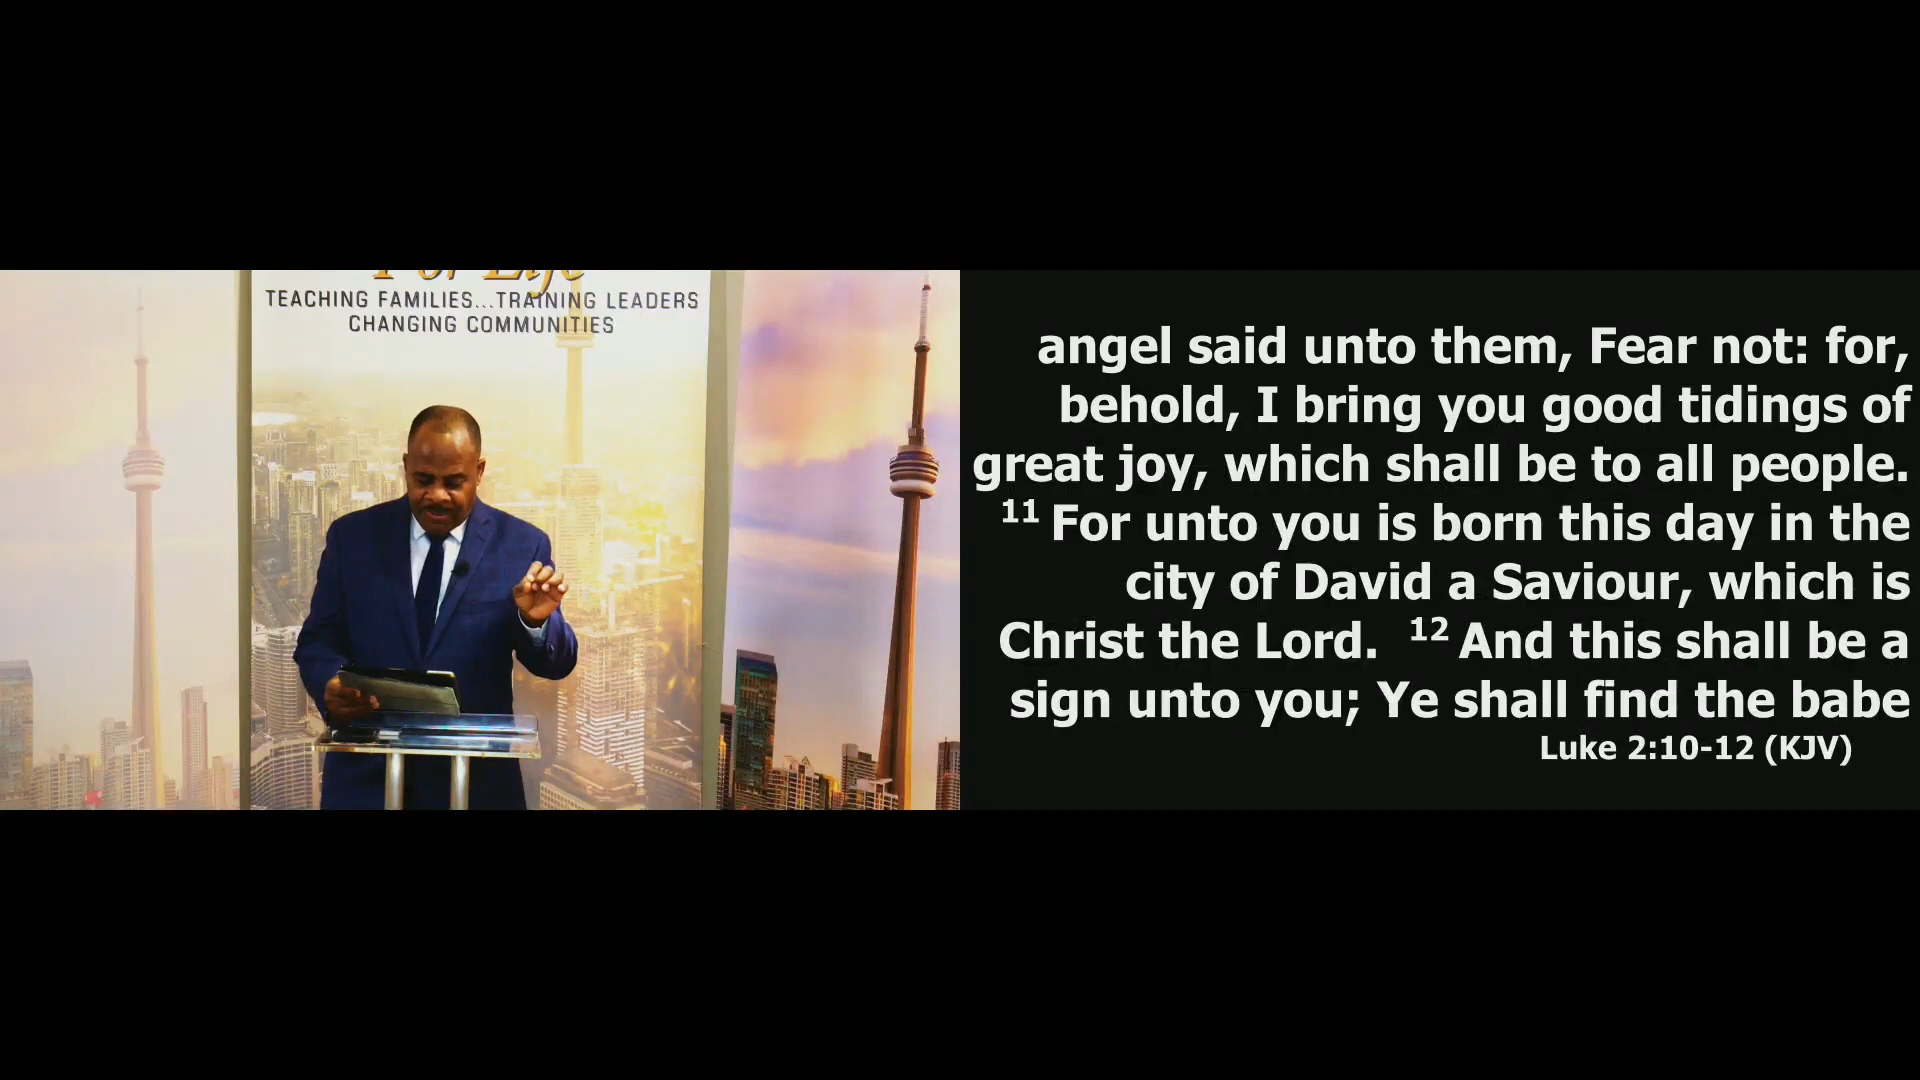 For Life
TEACHING FAMILIES...TRAINING LEADERS
CHANGING COMMUNITIES
angel said unto them, Fear not: for,
behold, I bring you good tidings of
great joy, which shall be to all people.
11 For unto you is born this day in the
city of David a Saviour, which is
Christ the Lord. 12 And this shall be a
sign unto you; Ye shall find the babe
Luke 2:10-12 (KJV)